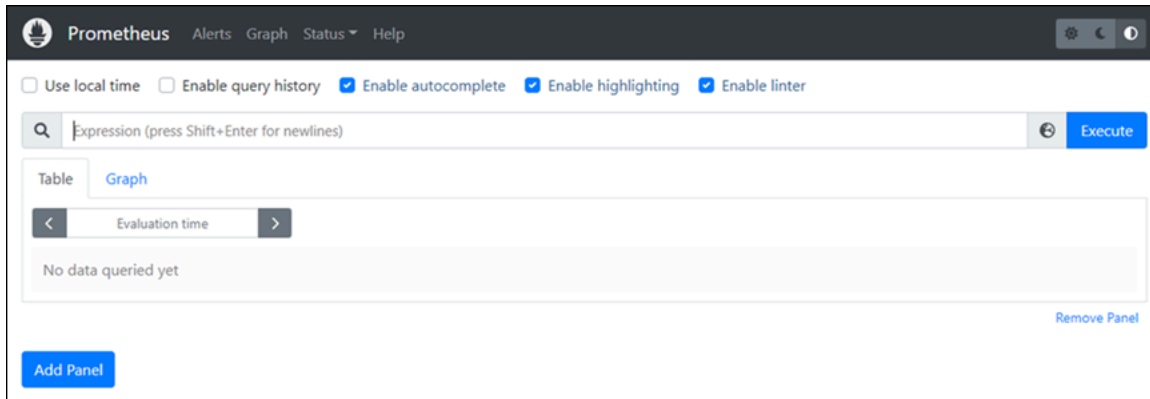 Prometheus Alerts Graph Status Help
Use local time Enable query history Enable autocomplete Enable highlighting Enable linter
Expression (press Shift+Enter for newlines) Execute
Table Graph
Evaluation time
No data queried yet
Remove Panel
Add Panel